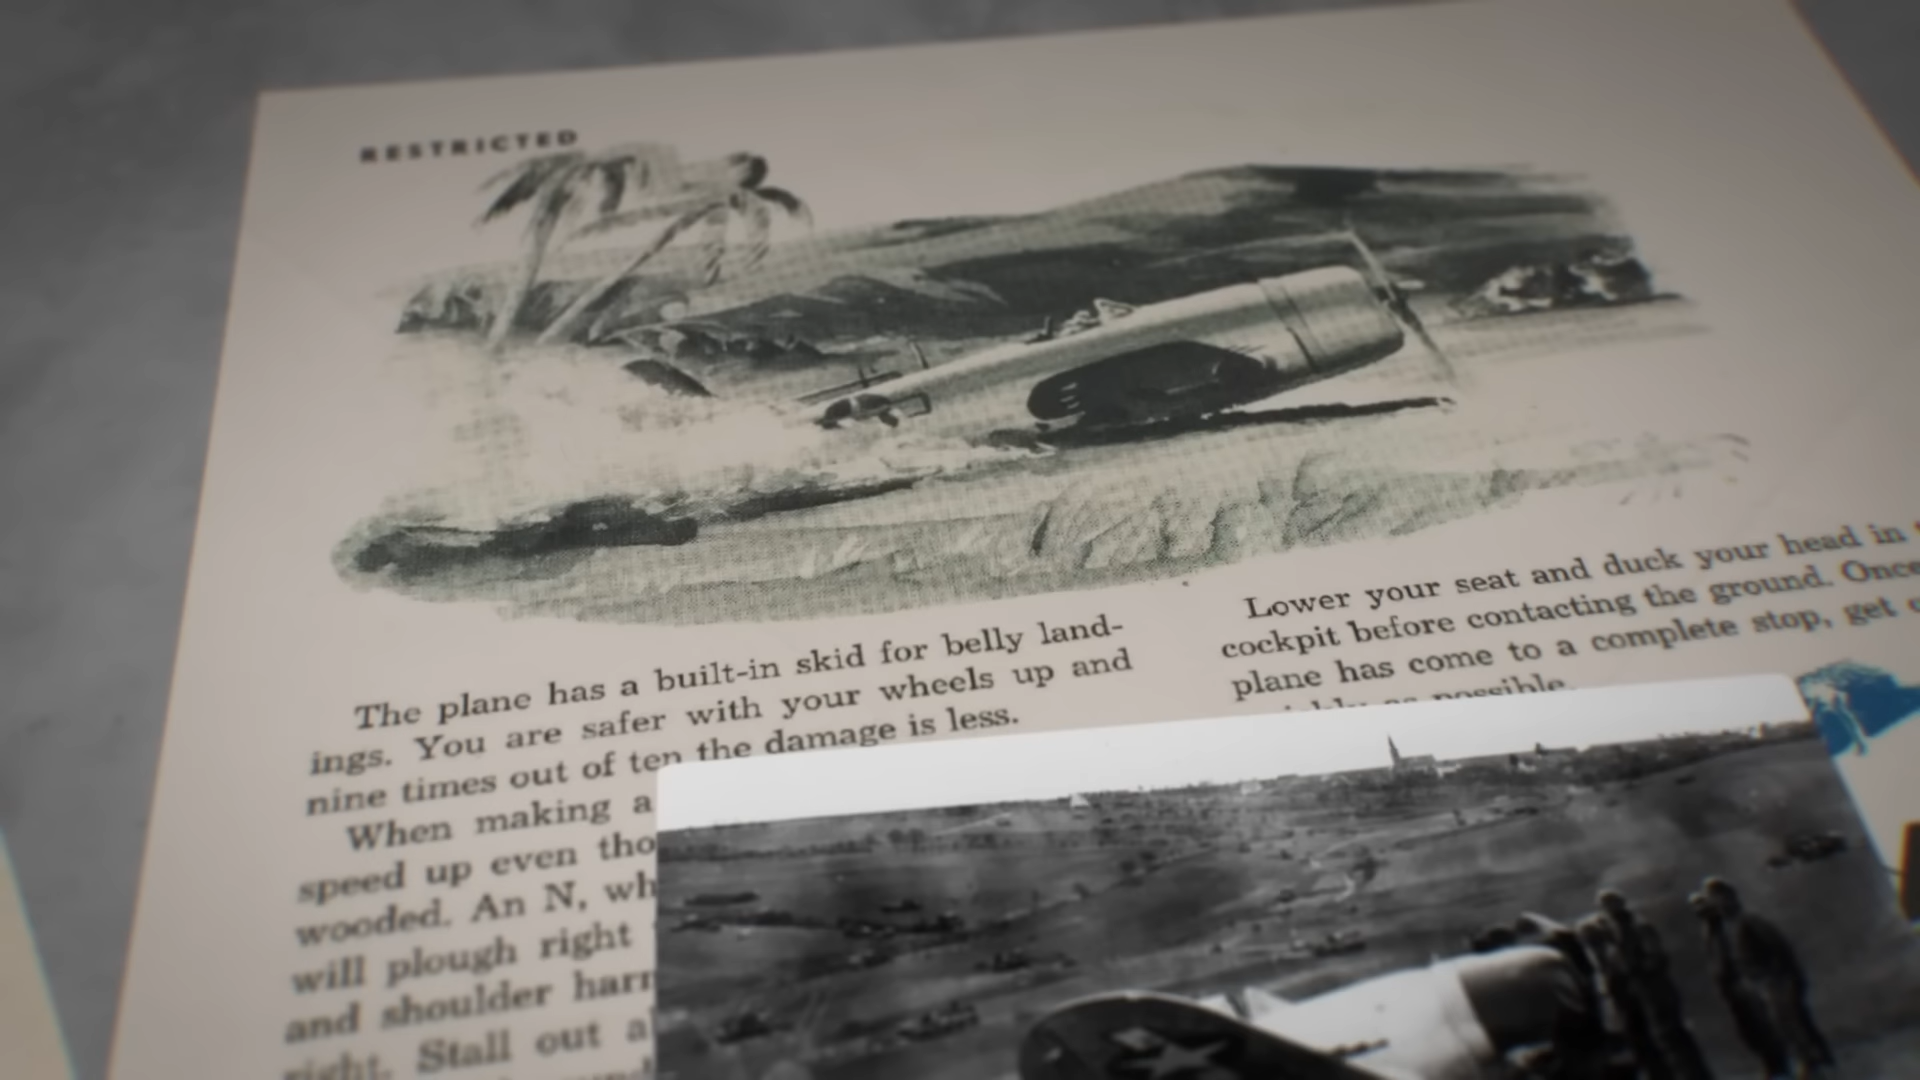 RESTRICTED
The plane has a built-in skid for belly land-
ings. You are safer with your wheels up and
nine times out of ten the damage is less.
When making a
speed up even tho
wooded. An N, wh
will plough right
and shoulder harn
right. Stall out a
Lower your seat and duck your head in
cockpit before contacting the ground. Once
plane has come to a complete stop, get
as possible.